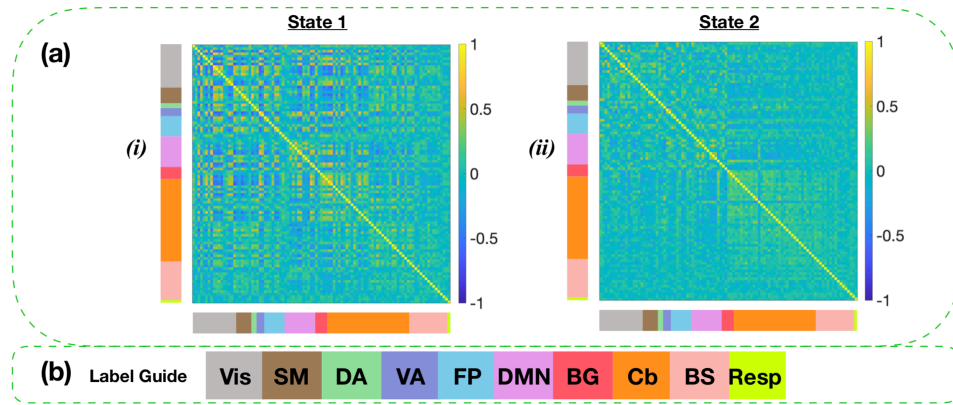 State 1
State 2
(a)
(i)
1
0.5
0
-0.5
-1
(ii)
1
0.5
0
-0.5
-1
(b)
Label Guide
Vis SM DA VA FP DMN BG Cb BS Resp